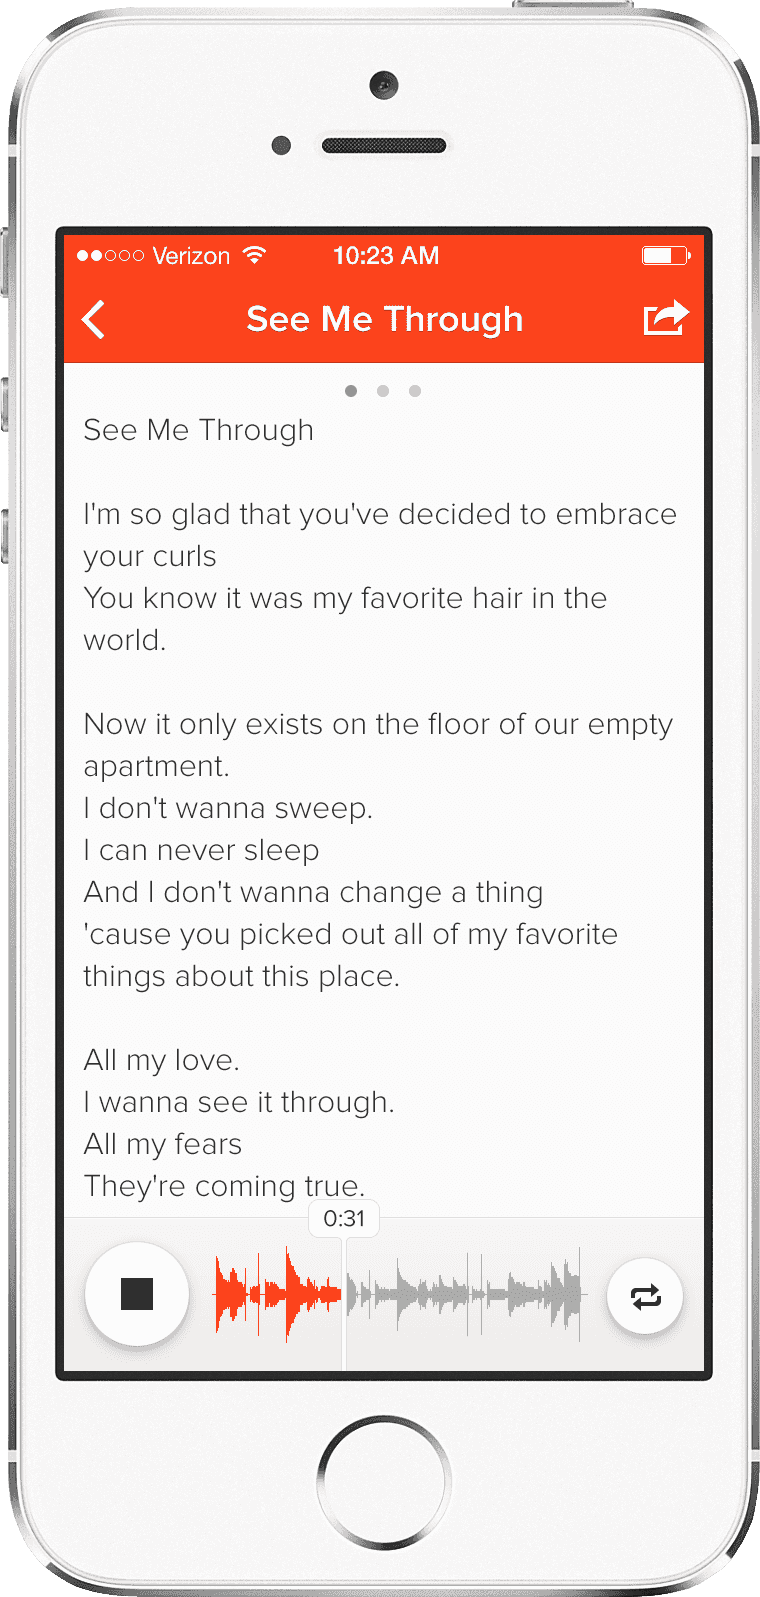 Verizon 10:23 AM
See Me Through
See Me Through
I'm so glad that you've decided to embrace
your curls
You know it was my favorite hair in the
world.
Now it only exists on the floor of our empty
apartment.
I don't wanna sweep.
I can never sleep
And I don't wanna change a thing
'cause you picked out all of my favorite
things about this place.
All my love.
I wanna see it through.
All my fears
They're coming true.
0:31